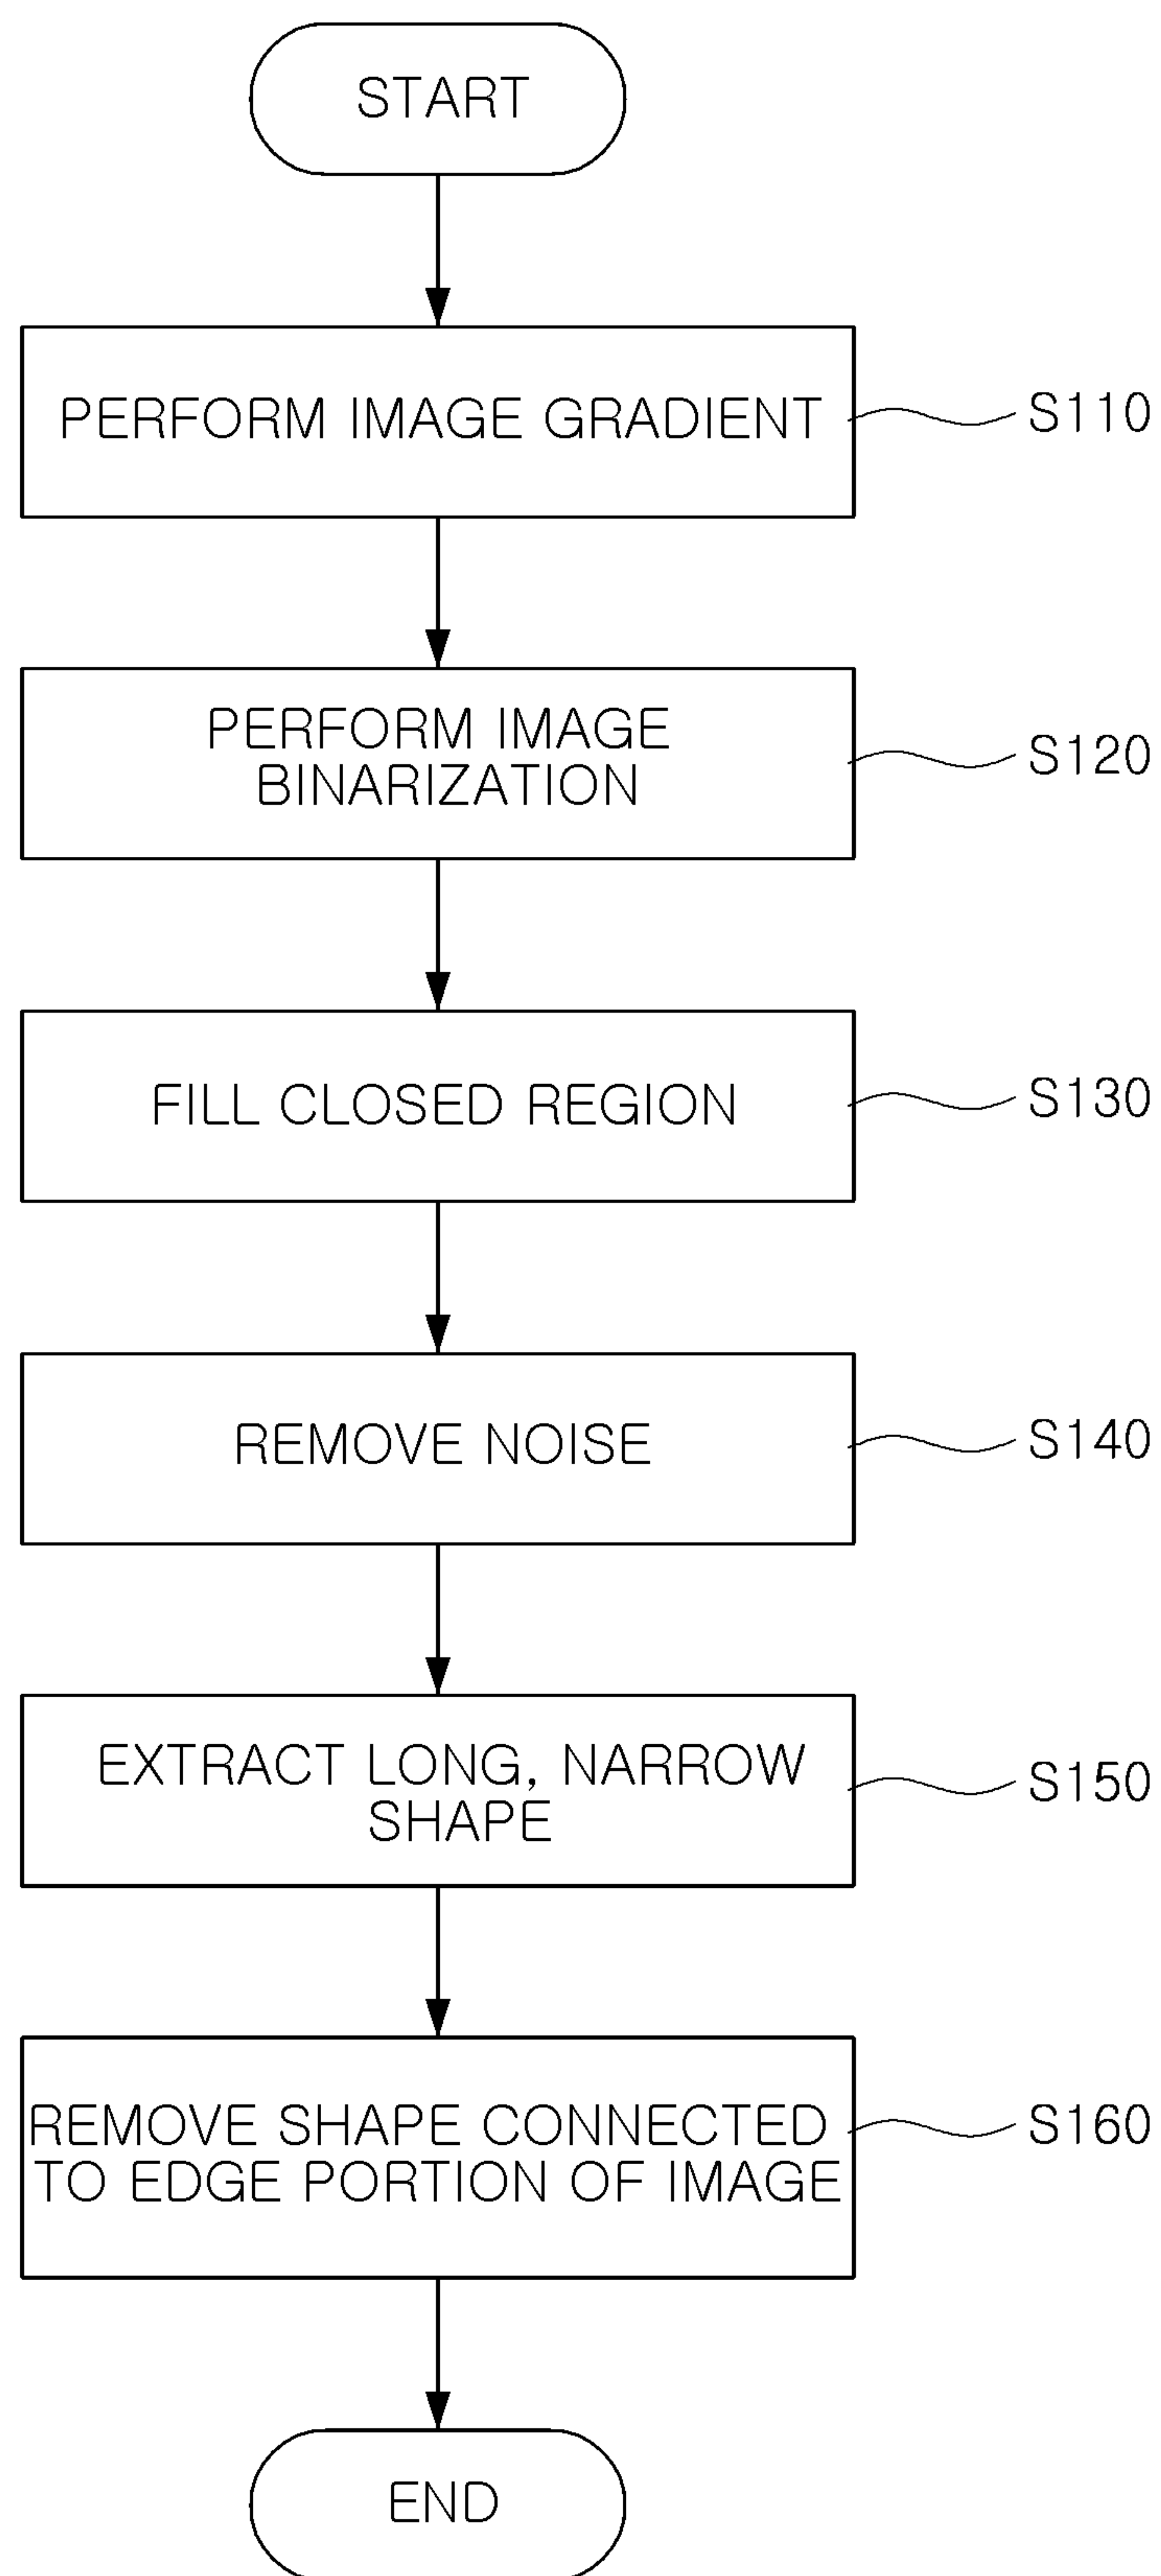 START
PERFORM IMAGE GRADIENT
S110
PERFORM IMAGE
BINARIZATION
S120
FILL CLOSED REGION
S130
REMOVE NOISE
S140
EXTRACT LONG, NARROW
SHAPE
S150
REMOVE SHAPE CONNECTED
TO EDGE PORTION OF IMAGE
S160
END